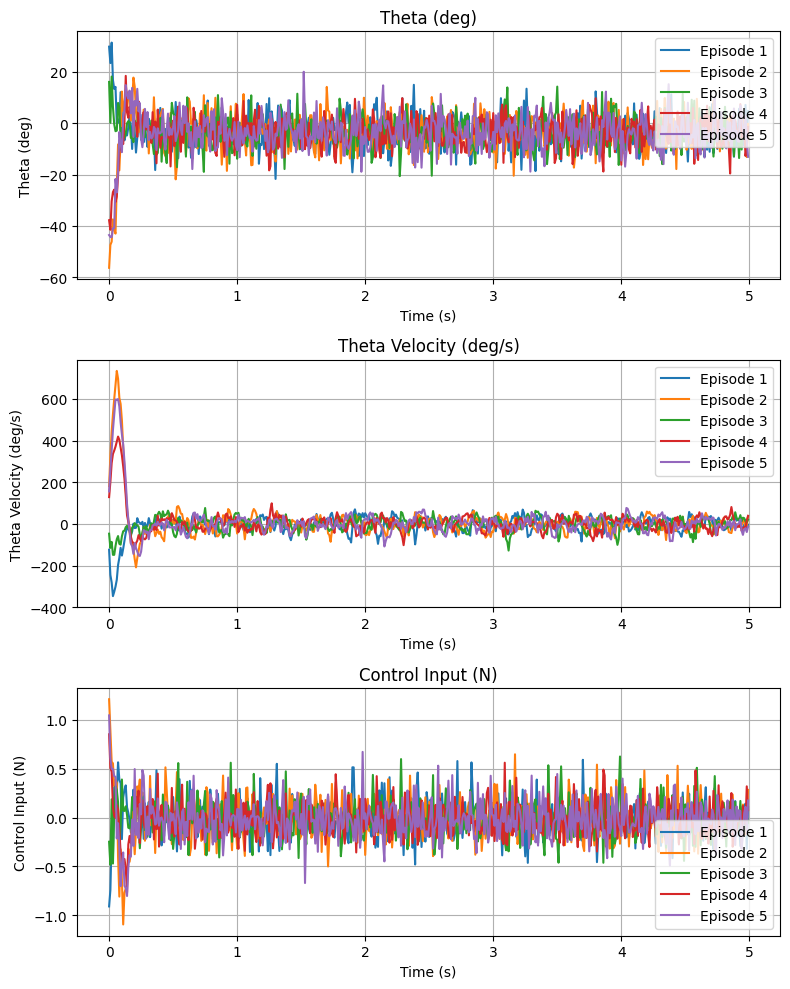 Theta (deg)
Theta (deg)
20
0
−20
−40
−60
0
1
2
3
4
5
Time (s)
Episode 1
Episode 2
Episode 3
Episode 4
Episode 5
Theta Velocity (deg/s)
Theta Velocity (deg/s)
600
400
200
0
−200
−400
0
1
2
3
4
5
Time (s)
Episode 1
Episode 2
Episode 3
Episode 4
Episode 5
Control Input (N)
Control Input (N)
1.0
0.5
0.0
−0.5
−1.0
0
1
2
3
4
5
Time (s)
Episode 1
Episode 2
Episode 3
Episode 4
Episode 5